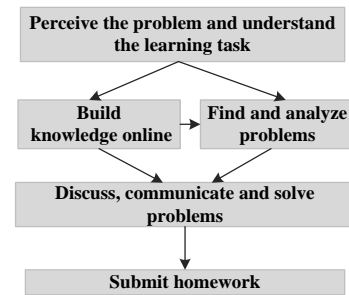 Perceive the problem and understand
the learning task
Build
knowledge online
Find and analyze
problems
Discuss, communicate and solve
problems
Submit homework